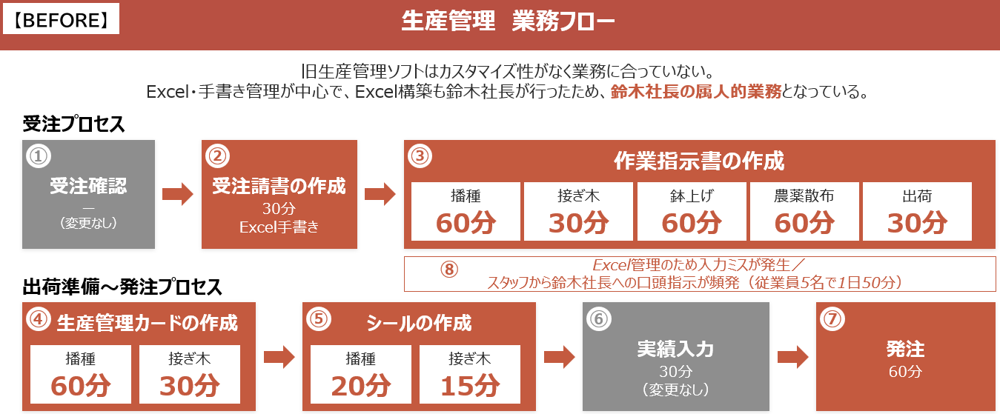 【BEFORE】
生産管理 業務フロー
旧生産管理ソフトはカスタマイズ性がなく業務に合っていない。
Excel・手書き管理が中心で、Excel構築も鈴木社長が行ったため、鈴木社長の属人的業務となっている。
受注プロセス
①
受注確認
―
（変更なし）
②
受注請書の作成
30分
Excel手書き
③
作業指示書の作成
播種
60分
接ぎ木
30分
鉢上げ
60分
農薬散布
60分
出荷
30分
⑧
Excel管理のため入力ミスが発生／
スタッフから鈴木社長への口頭指示が頻発（従業員5名で1日50分）
出荷準備～発注プロセス
④
生産管理カードの作成
播種
60分
接ぎ木
30分
⑤
シールの作成
播種
20分
接ぎ木
15分
⑥
実績入力
30分
（変更なし）
⑦
発注
60分